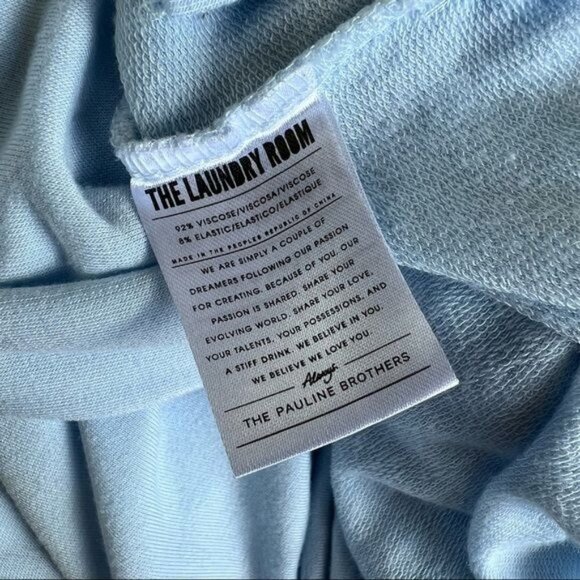 THE LAUNDRY ROOM
92% VISCOSE/VISCOSA/VISCOSE
8% ELASTIC/ELASTICO/ELASTIQUE
MADE IN THE PEOPLES REPUBLIC OF CHINA
WE ARE SIMPLY A COUPLE OF
DREAMERS FOLLOWING OUR PASSION
FOR CREATING. BECAUSE OF YOU, OUR
PASSION IS SHARED. SHARE YOUR
EVOLVING WORLD. SHARE YOUR LOVE,
YOUR TALENTS, YOUR POSSESSIONS, AND
A STIFF DRINK. WE BELIEVE IN YOU.
WE BELIEVE WE LOVE YOU.
Always
THE PAULINE BROTHERS